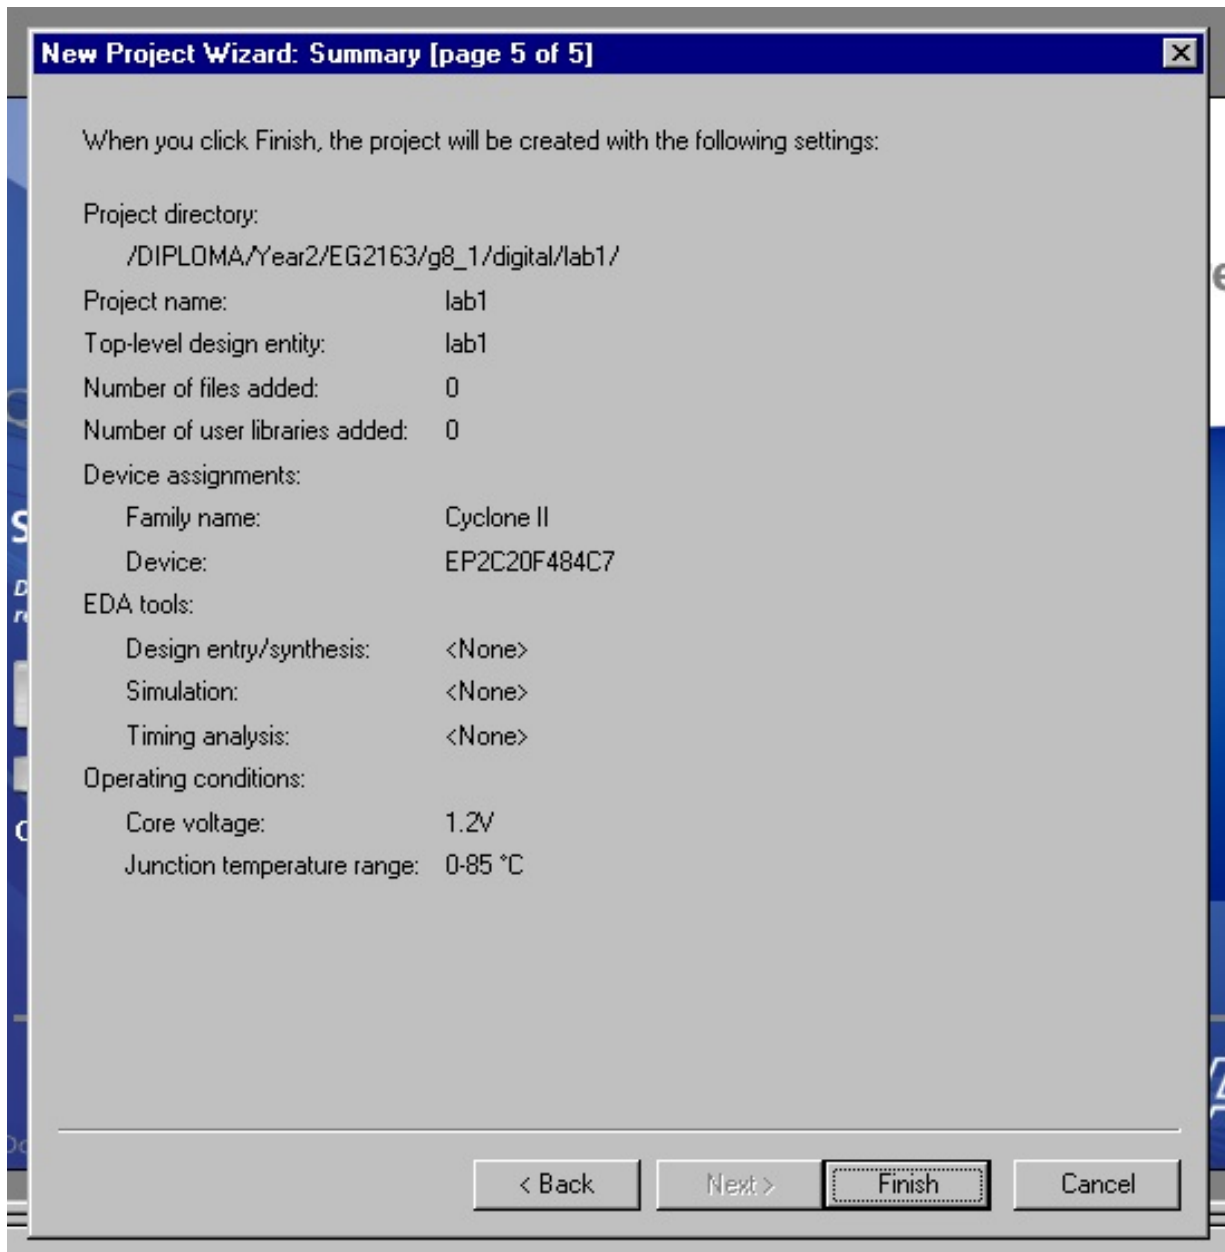 New Project Wizard: Summary [page 5 of 5]
When you click Finish, the project will be created with the following settings:
Project directory:
/DIPLOMA/Year2/EG2163/g8_1/digital/lab1/
Project name: lab1
Top-level design entity: lab1
Number of files added: 0
Number of user libraries added: 0
Device assignments:
Family name: Cyclone II
Device: EP2C20F484C7
EDA tools:
Design entry/synthesis: <None>
Simulation: <None>
Timing analysis: <None>
Operating conditions:
Core voltage: 1.2V
Junction temperature range: 0-85 °C
< Back Next > Finish Cancel